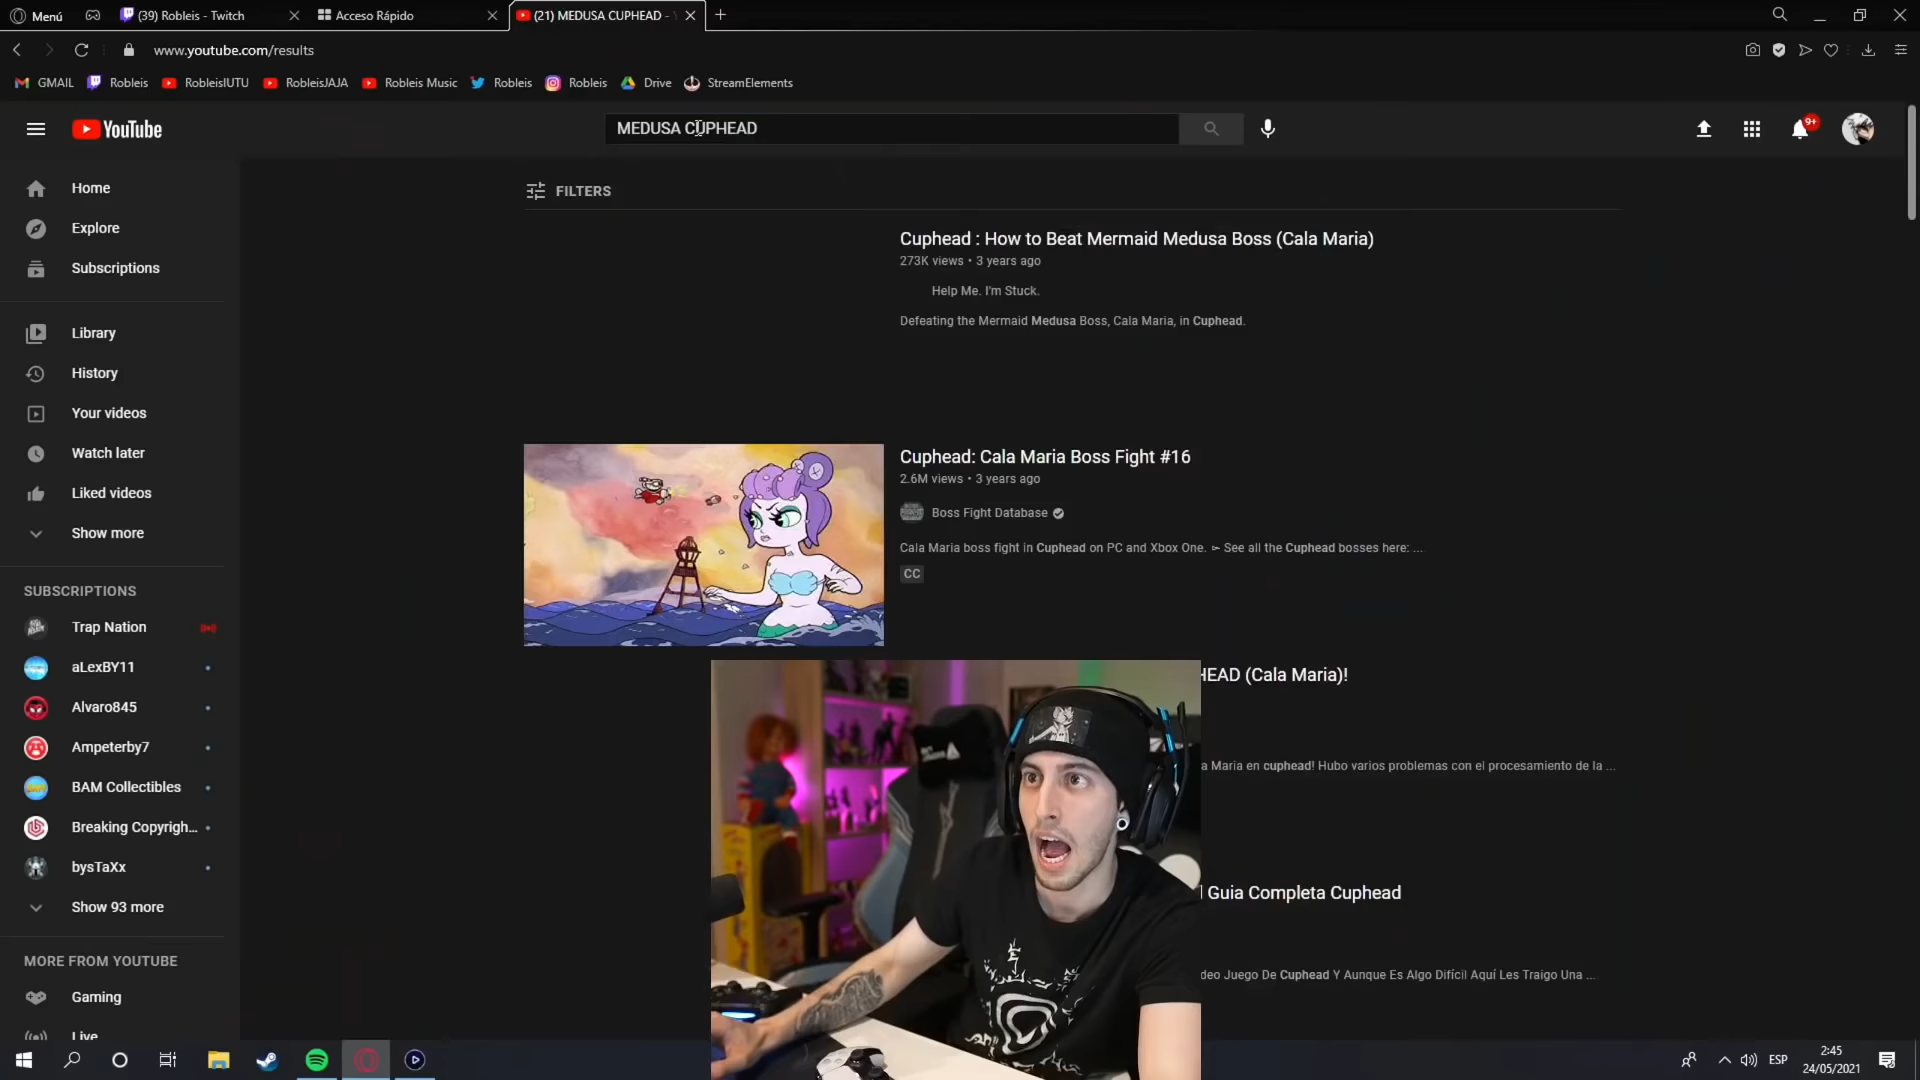 Menú
(39) Robleis - Twitch
Acceso Rápido
(21) MEDUSA CUPHEAD -
www.youtube.com/results
GMAIL
Robleis
RobleisIUTU
RobleisJAJA
Robleis Music
Robleis
Robleis
Drive
StreamElements
YouTube
MEDUSA CUPHEAD
9+
Home
Explore
Subscriptions
Library
History
Your videos
Watch later
Liked videos
Show more
SUBSCRIPTIONS
Trap Nation
aLexBY11
Alvaro845
Ampeterby7
BAM Collectibles
Breaking Copyrigh...
bysTaXx
Show 93 more
MORE FROM YOUTUBE
Gaming
Live
FILTERS
Cuphead : How to Beat Mermaid Medusa Boss (Cala Maria)
273K views • 3 years ago
Help Me. I'm Stuck.
Defeating the Mermaid Medusa Boss, Cala Maria, in Cuphead.
Cuphead: Cala Maria Boss Fight #16
2.6M views • 3 years ago
Boss Fight Database
Cala Maria boss fight in Cuphead on PC and Xbox One. ► See all the Cuphead bosses here: ...
CC
HEAD (Cala Maria)!
a Maria en cuphead! Hubo varios problemas con el procesamiento de la ...
Guia Completa Cuphead
deo Juego De Cuphead Y Aunque Es Algo Difícil Aquí Les Traigo Una ...
ESP
2:45
24/05/2021